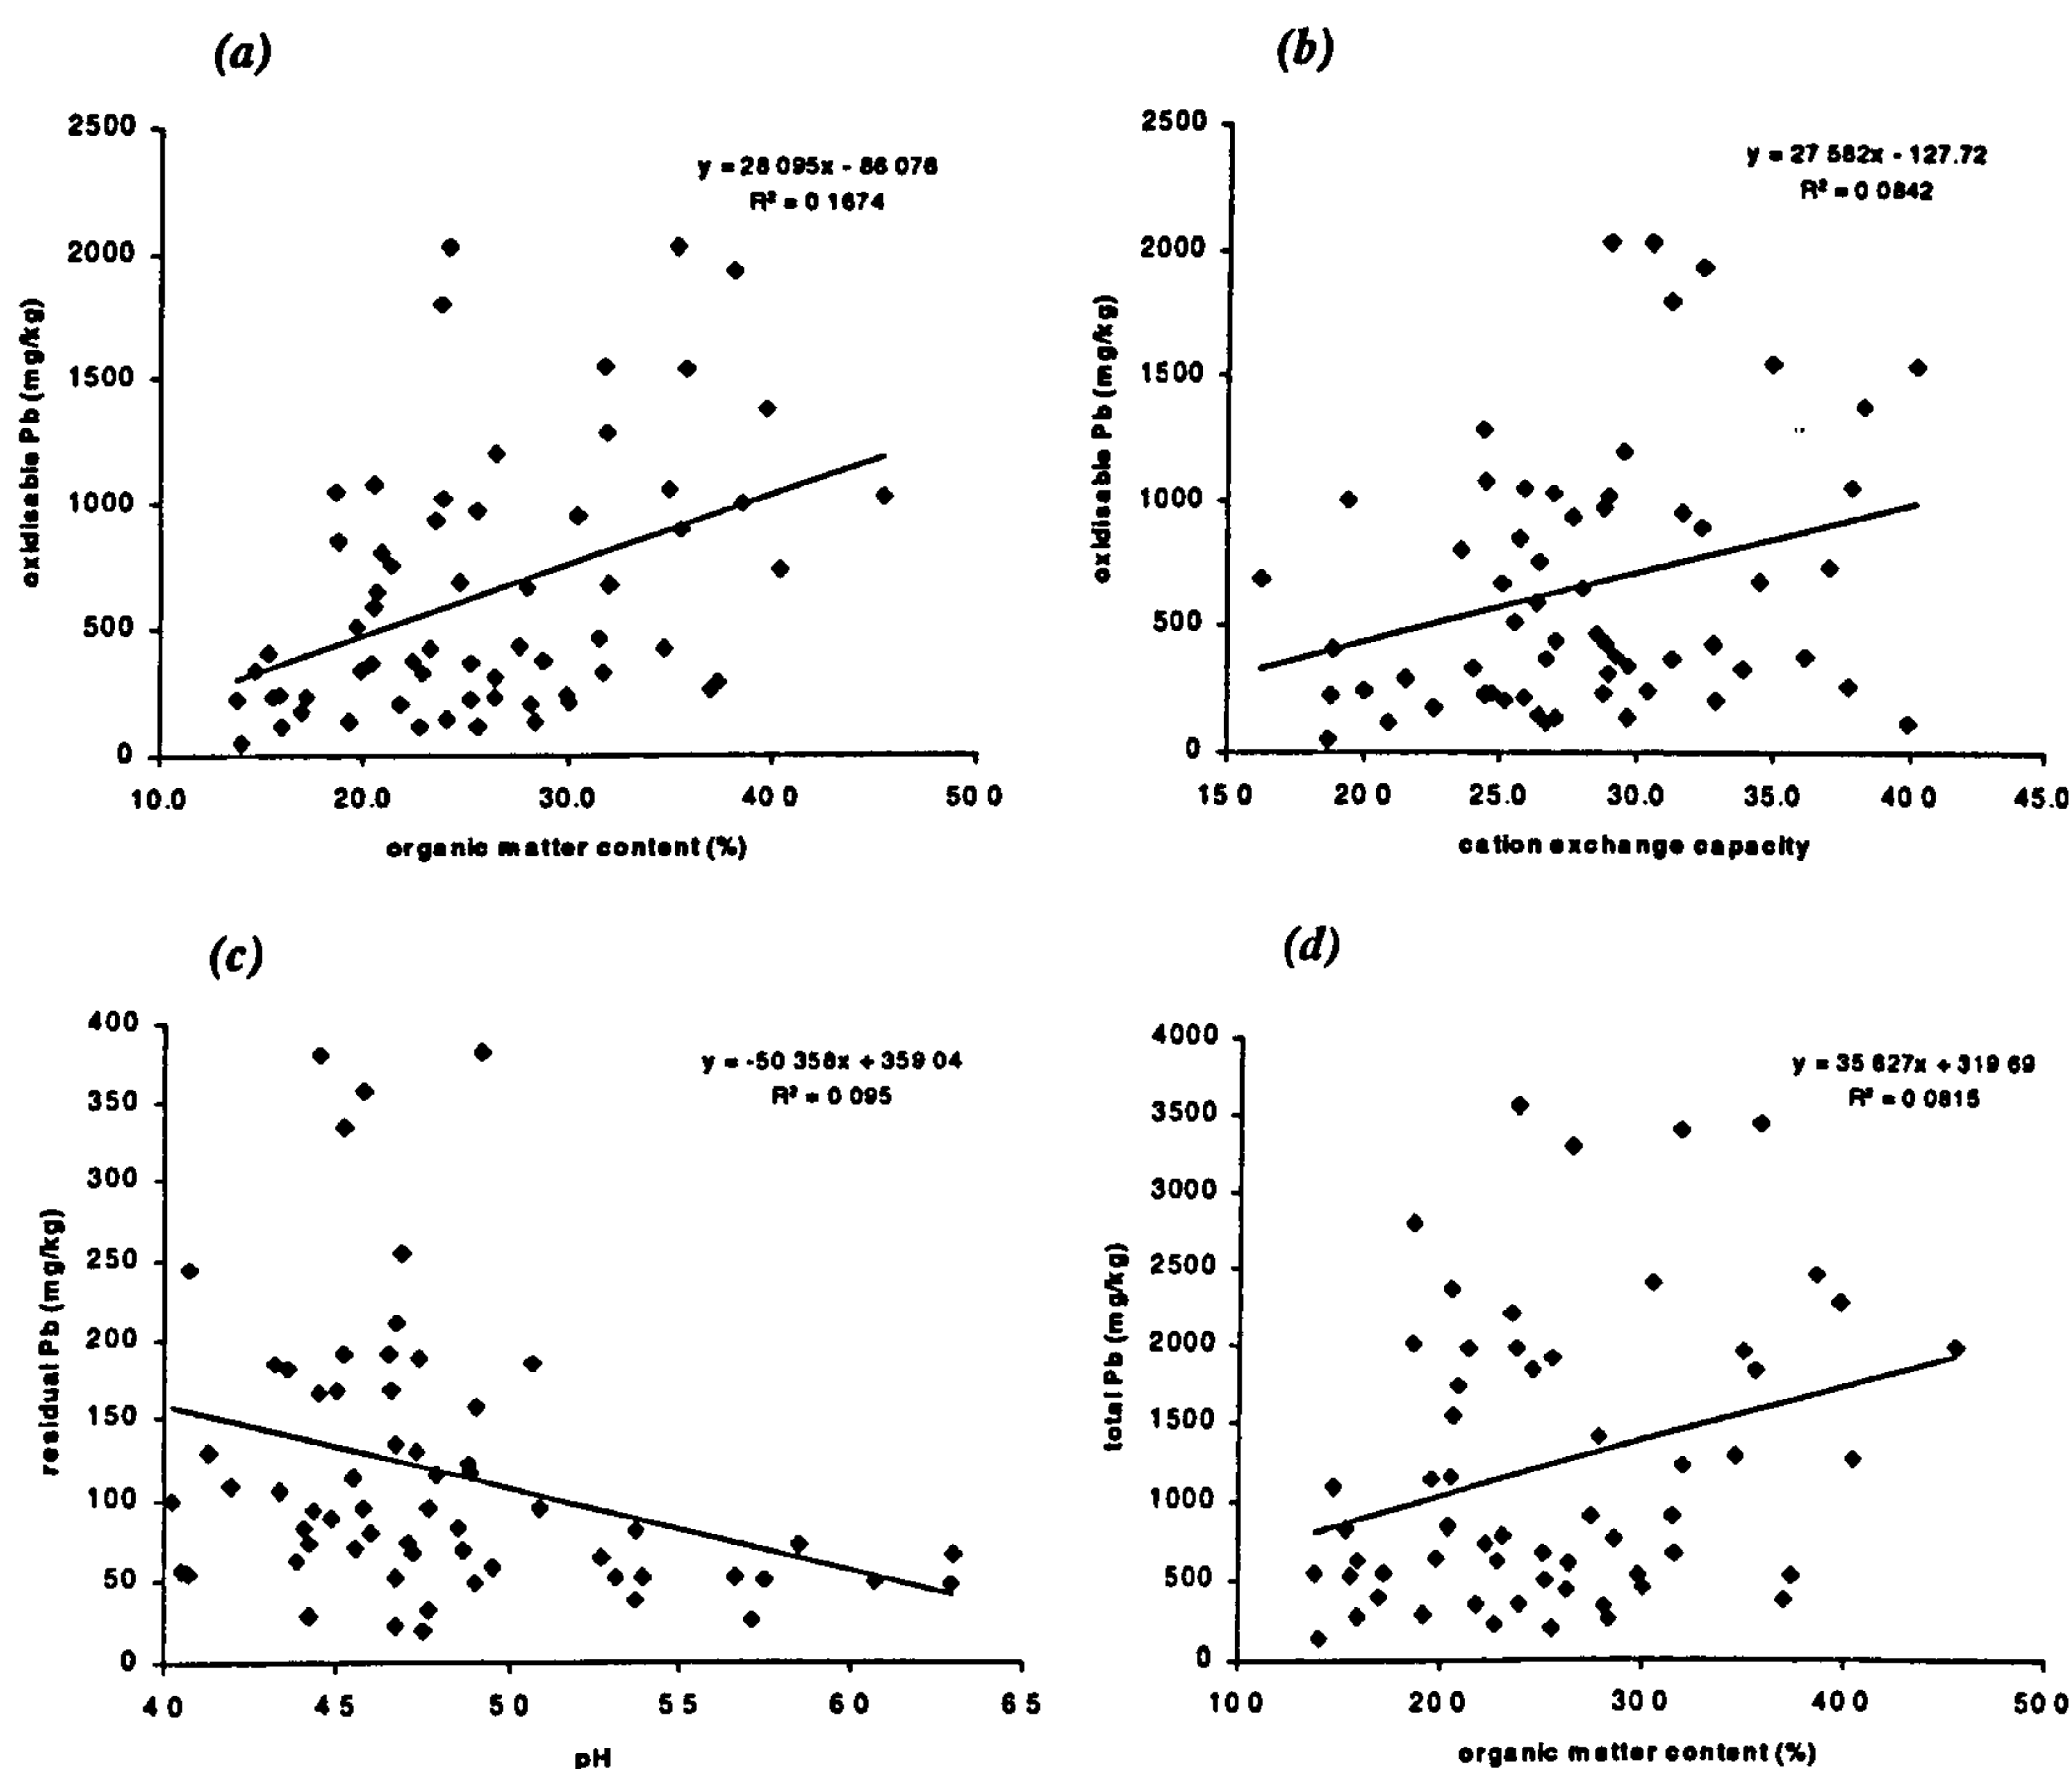 (a)
2500
2000
1500
1000
500
0
oxidisable Pb (mg/kg)
y = 28 095x - 86 078
R² = 0 1674
10.0 20.0 30.0 40 0 50 0
organic matter content (%)
(b)
2500
2000
1500
1000
500
0
oxidisable Pb (mg/kg)
y = 27 582x - 127.72
R² = 0 0842
15 0 20 0 25.0 30.0 35.0 40 0 45.0
cation exchange capacity
(c)
400
350
300
250
200
150
100
50
0
residual Pb (mg/kg)
y = -50 358x + 359 04
R² = 0 095
4 0 4 5 5 0 5 5 6 0 6 5
pH
(d)
4000
3500
3000
2500
2000
1500
1000
500
0
total Pb (mg/kg)
y = 35 627x + 319 69
R² = 0 0815
10 0 20 0 30 0 40 0 50 0
organic matter content (%)